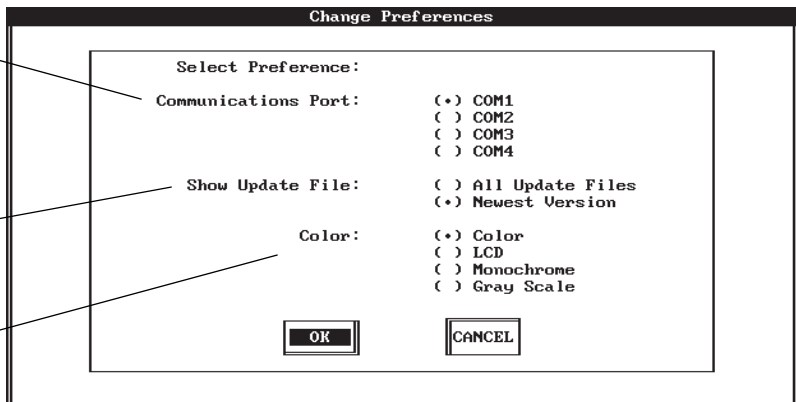 Change Preferences
Select Preference:
Communications Port: (•) COM1
( ) COM2
( ) COM3
( ) COM4
Show Update File: ( ) All Update Files
(•) Newest Version
Color: (•) Color
( ) LCD
( ) Monochrome
( ) Gray Scale
OK CANCEL